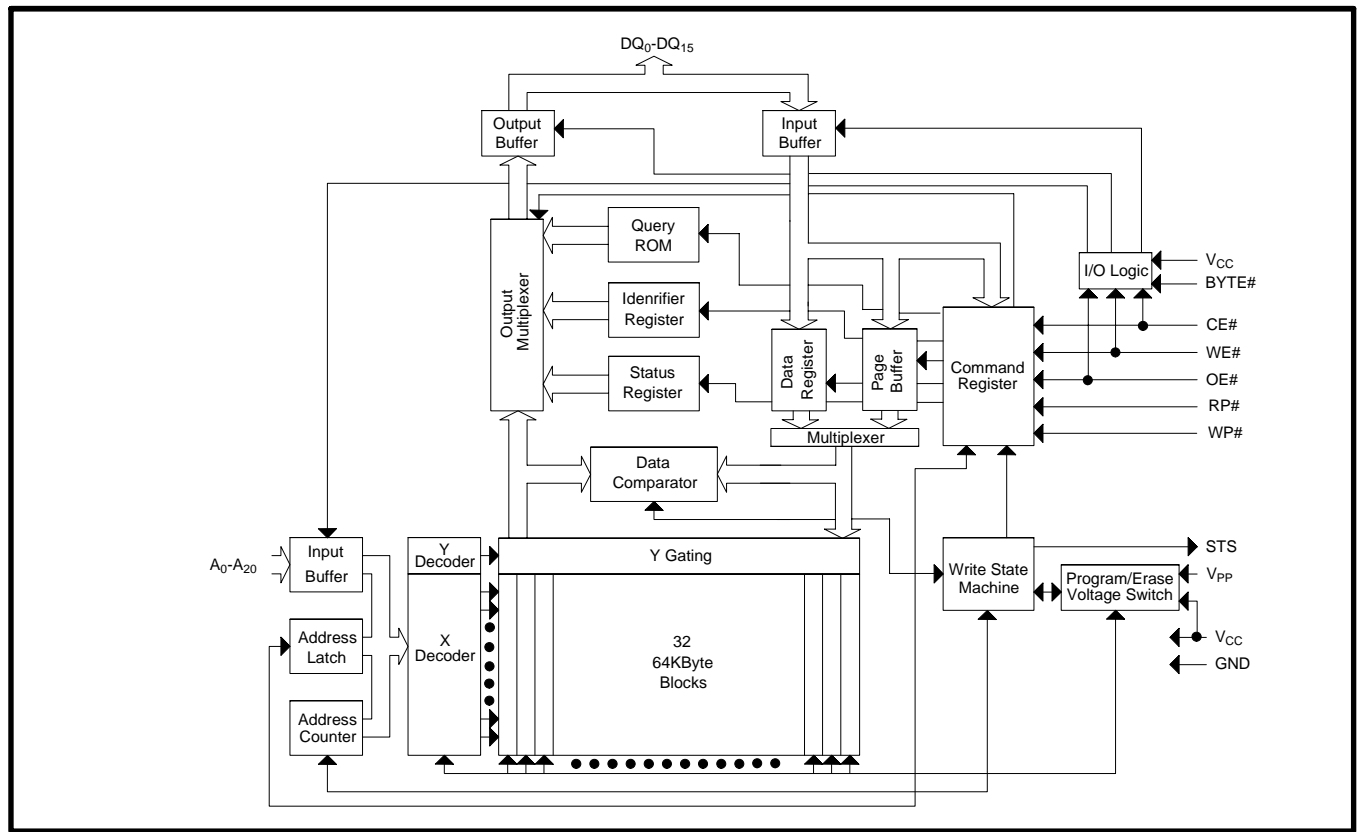 DQ0-DQ15
Output
Buffer
Input
Buffer
Query
ROM
I/O Logic
VCC
BYTE#
Output
Multiplexer
Idenrifier
Register
Data
Register
Page
Buffer
Command
Register
CE#
WE#
OE#
RP#
WP#
Status
Register
Multiplexer
Data
Comparator
A0-A20
Input
Buffer
Y
Decoder
Y Gating
Write State
Machine
STS
Program/Erase
Voltage Switch
VPP
VCC
GND
Address
Latch
X
Decoder
32
64KByte
Blocks
Address
Counter